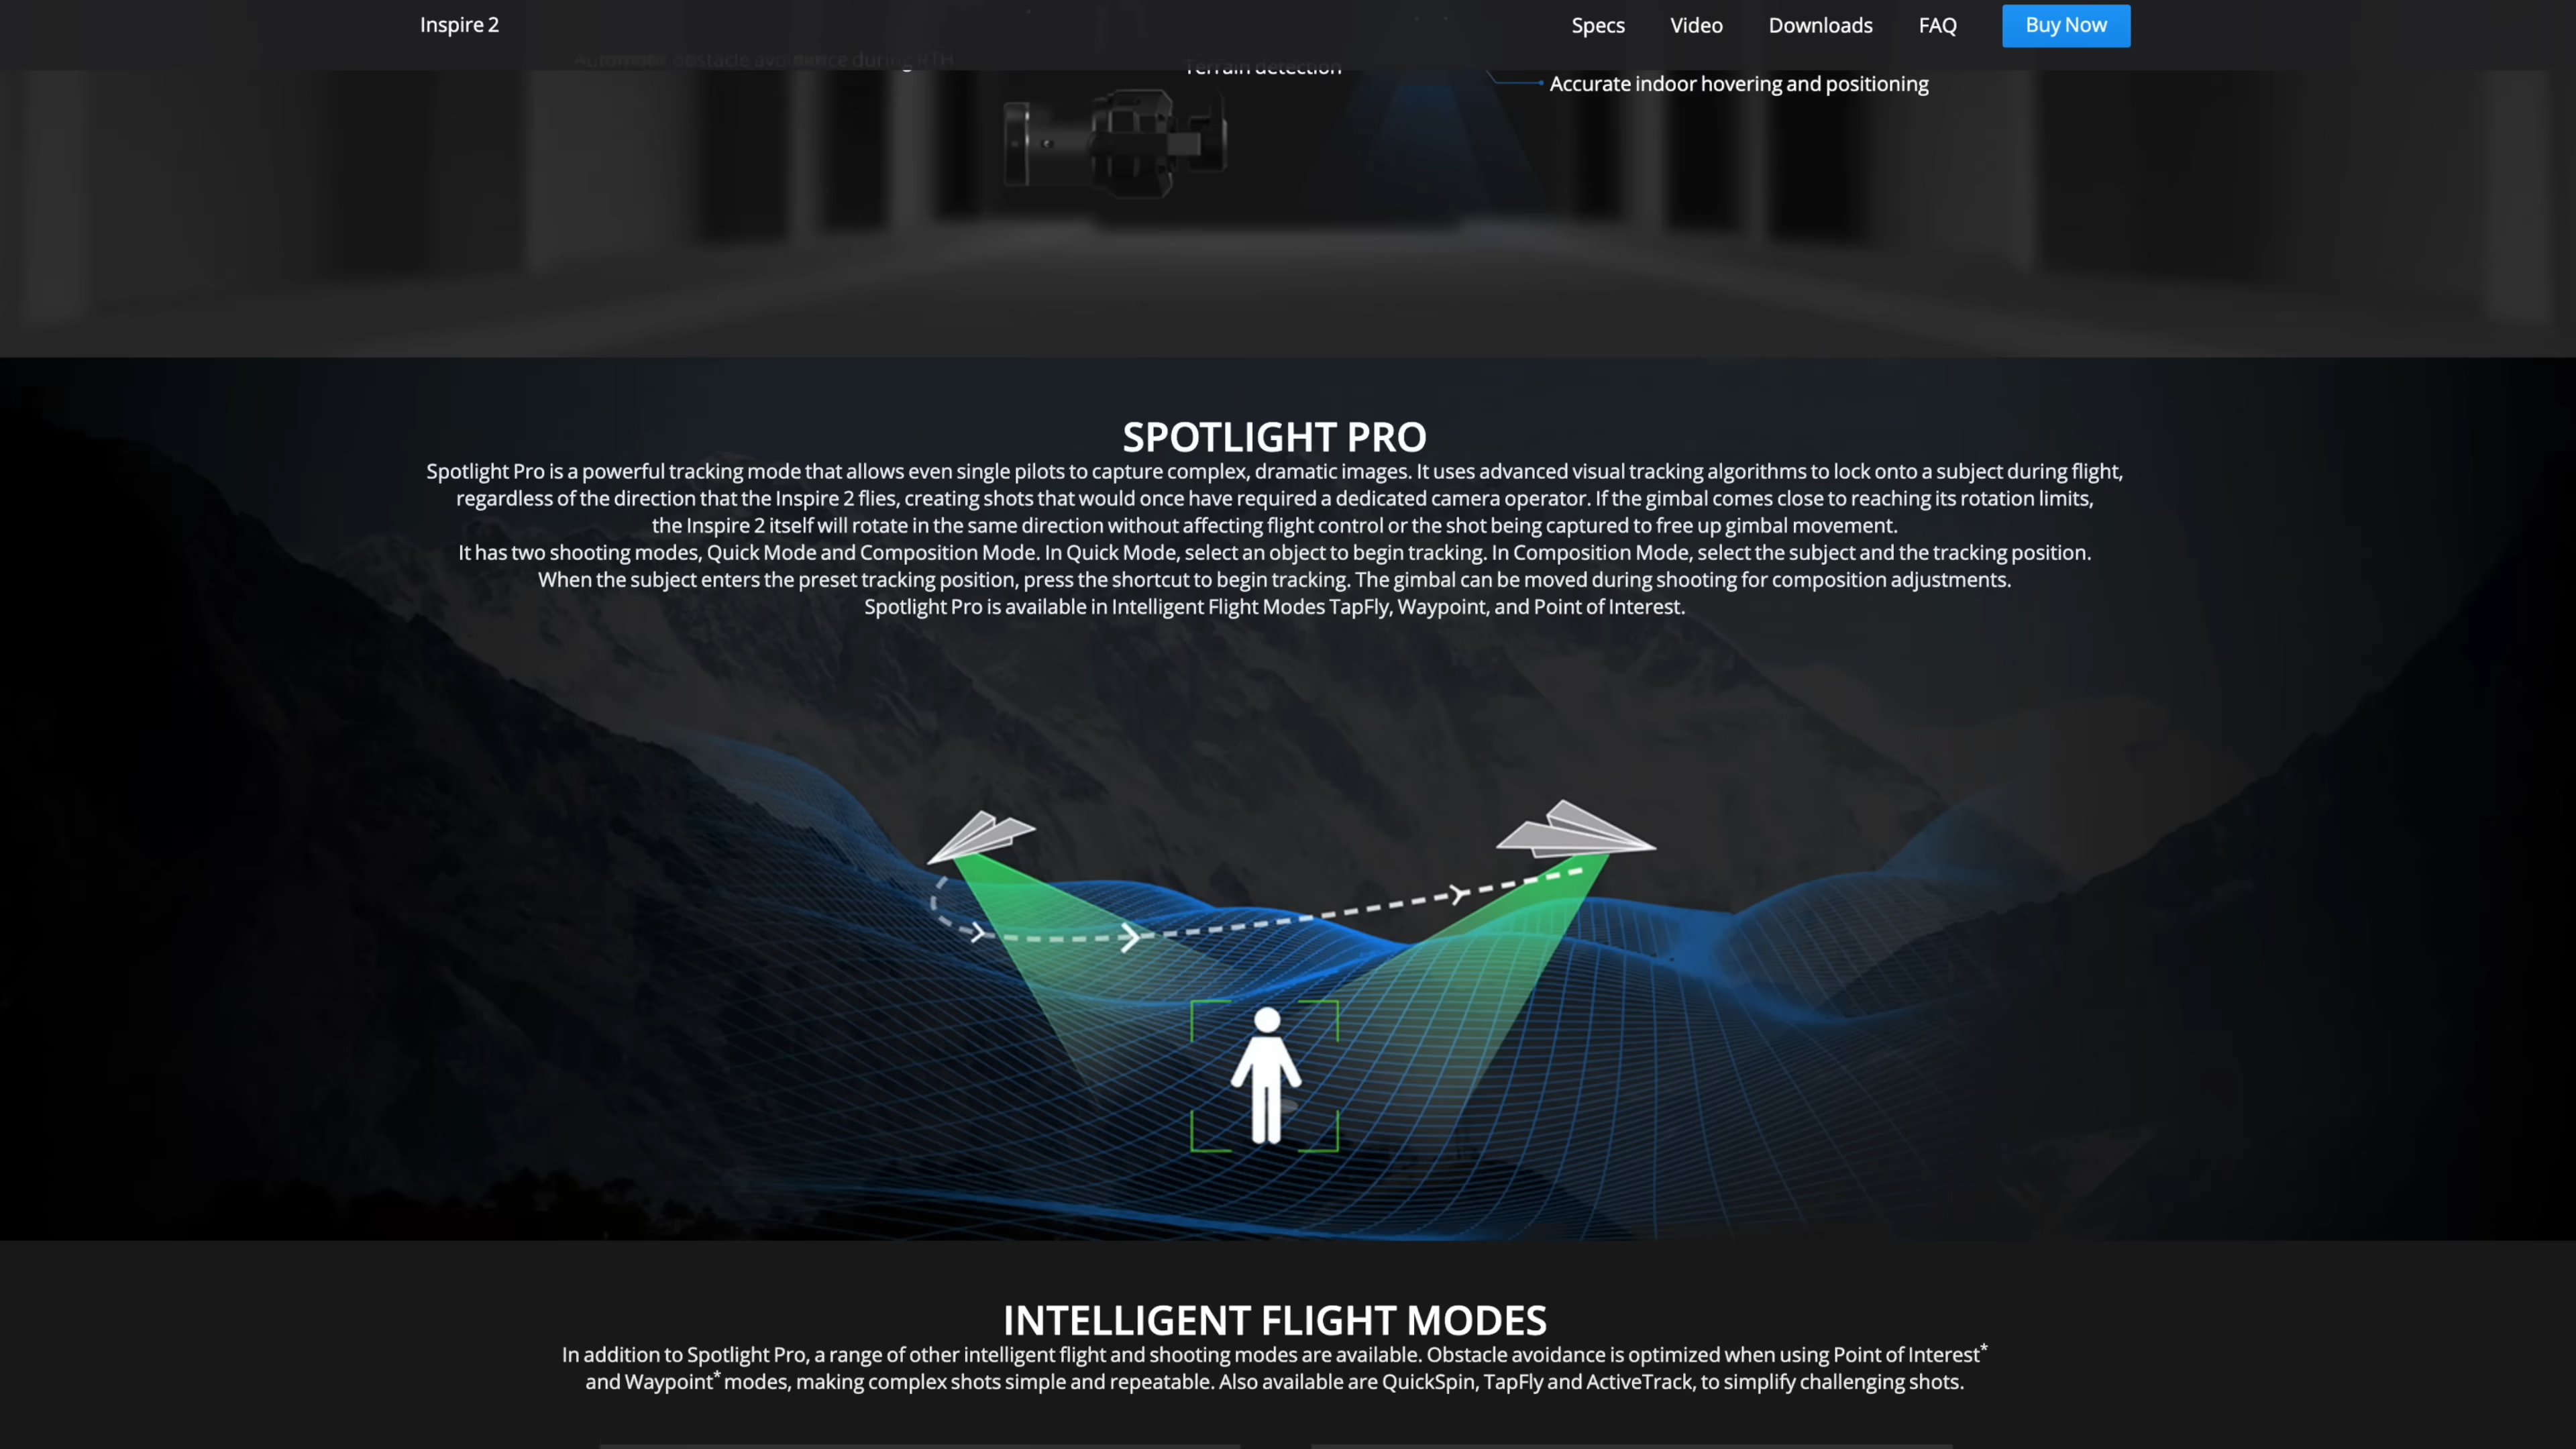 Inspire 2
Specs
Video
Downloads
FAQ
Buy Now
Automatic obstacle avoidance during RTH
Terrain detection
Accurate indoor hovering and positioning
SPOTLIGHT PRO
Spotlight Pro is a powerful tracking mode that allows even single pilots to capture complex, dramatic images. It uses advanced visual tracking algorithms to lock onto a subject during flight,
regardless of the direction that the Inspire 2 flies, creating shots that would once have required a dedicated camera operator. If the gimbal comes close to reaching its rotation limits,
the Inspire 2 itself will rotate in the same direction without affecting flight control or the shot being captured to free up gimbal movement.
It has two shooting modes, Quick Mode and Composition Mode. In Quick Mode, select an object to begin tracking. In Composition Mode, select the subject and the tracking position.
When the subject enters the preset tracking position, press the shortcut to begin tracking. The gimbal can be moved during shooting for composition adjustments.
Spotlight Pro is available in Intelligent Flight Modes TapFly, Waypoint, and Point of Interest.
INTELLIGENT FLIGHT MODES
In addition to Spotlight Pro, a range of other intelligent flight and shooting modes are available. Obstacle avoidance is optimized when using Point of Interest*
and Waypoint* modes, making complex shots simple and repeatable. Also available are QuickSpin, TapFly and ActiveTrack, to simplify challenging shots.